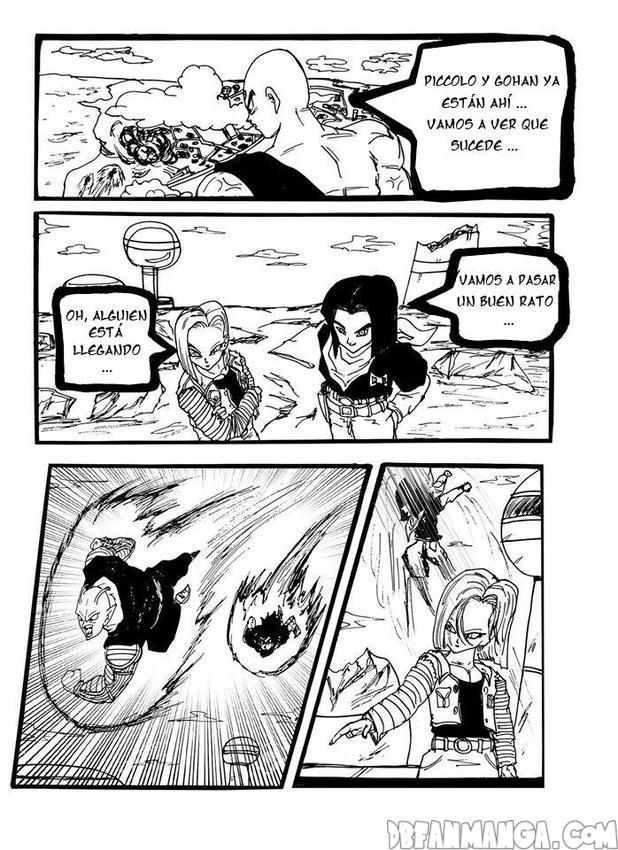 PICCOLO Y GOHAN YA
ESTÁN AHÍ ...
VAMOS A VER QUE
SUCEDE ...
OH, ALGUIEN
ESTÁ
LLEGANDO
...
VAMOS A PASAR
UN BUEN RATO
...
DBFANMANGA.COM